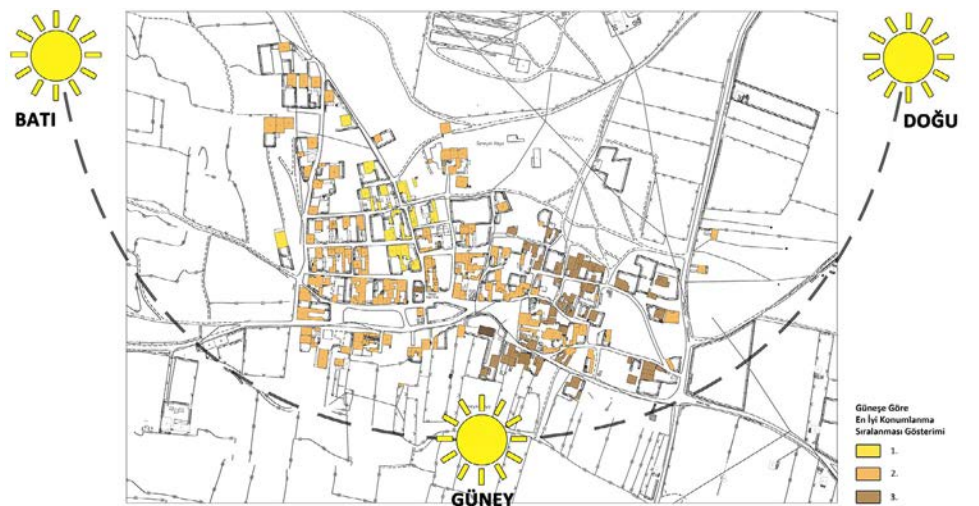 BATI
DOĞU
GÜNEY
Güneşe Göre
En İyi Konumlanma
Sıralanması Gösterimi
1.
2.
3.